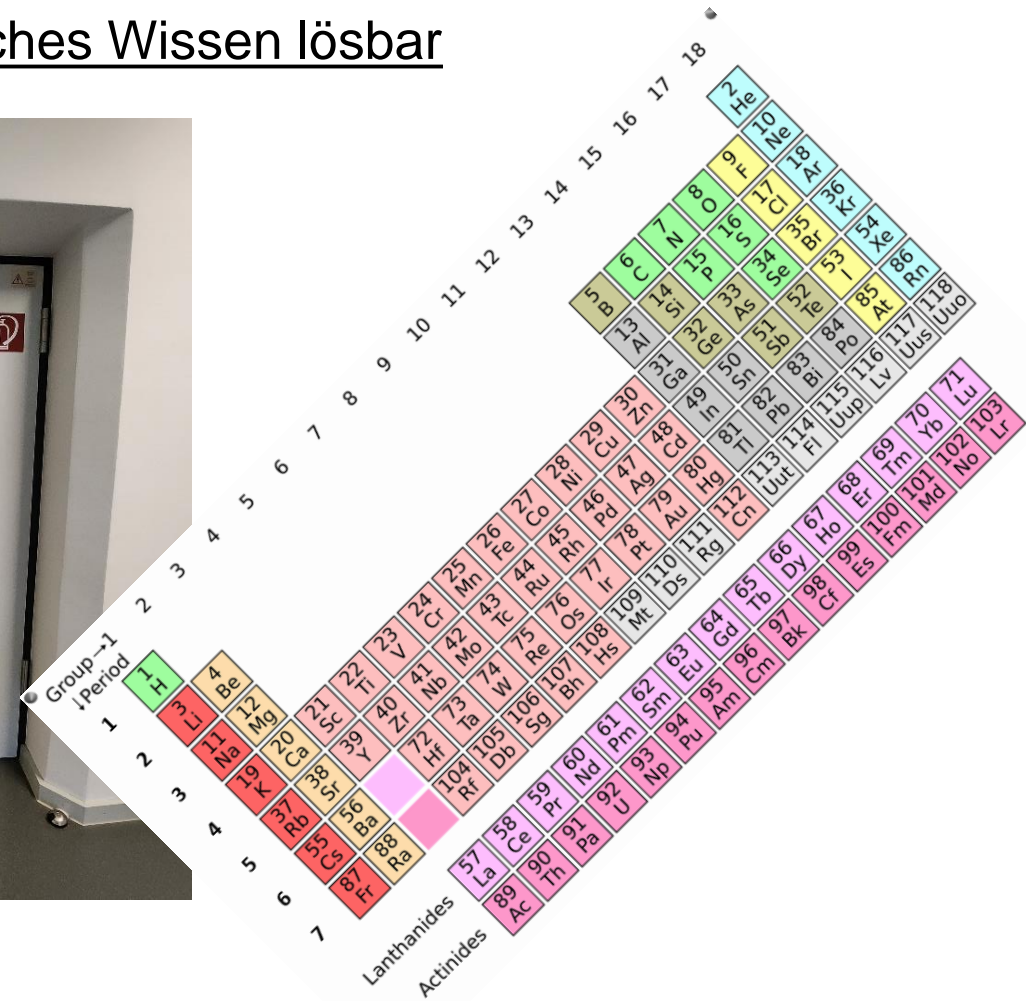 ches Wissen lösbar
Group→1 2 3 4 5 6 7 8 9 10 11 12 13 14 15 16 17 18
↓Period
1 1 H 2 He
2 3 Li 4 Be 5 B 6 C 7 N 8 O 9 F 10 Ne
3 11 Na 12 Mg 13 Al 14 Si 15 P 16 S 17 Cl 18 Ar
4 19 K 20 Ca 21 Sc 22 Ti 23 V 24 Cr 25 Mn 26 Fe 27 Co 28 Ni 29 Cu 30 Zn 31 Ga 32 Ge 33 As 34 Se 35 Br 36 Kr
5 37 Rb 38 Sr 39 Y 40 Zr 41 Nb 42 Mo 43 Tc 44 Ru 45 Rh 46 Pd 47 Ag 48 Cd 49 In 50 Sn 51 Sb 52 Te 53 I 54 Xe
6 55 Cs 56 Ba 72 Hf 73 Ta 74 W 75 Re 76 Os 77 Ir 78 Pt 79 Au 80 Hg 81 Tl 82 Pb 83 Bi 84 Po 85 At 86 Rn
7 87 Fr 88 Ra 104 Rf 105 Db 106 Sg 107 Bh 108 Hs 109 Mt 110 Ds 111 Rg 112 Cn 113 Uut 114 Fl 115 Uup 116 Lv 117 Uus 118 Uuo
Lanthanides 57 La 58 Ce 59 Pr 60 Nd 61 Pm 62 Sm 63 Eu 64 Gd 65 Tb 66 Dy 67 Ho 68 Er 69 Tm 70 Yb 71 Lu
Actinides 89 Ac 90 Th 91 Pa 92 U 93 Np 94 Pu 95 Am 96 Cm 97 Bk 98 Cf 99 Es 100 Fm 101 Md 102 No 103 Lr